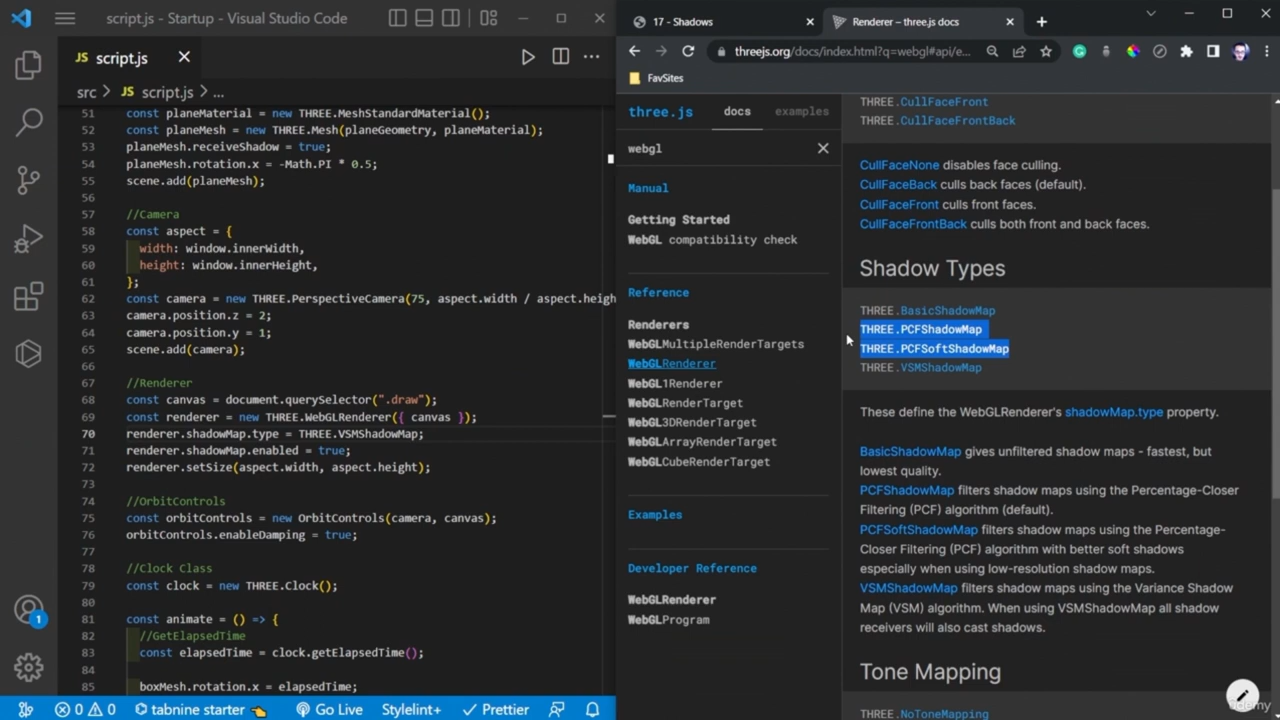 script.js - Startup - Visual Studio Code
JS script.js
src > JS script.js > ...
51 const planeMaterial = new THREE.MeshStandardMaterial();
52 const planeMesh = new THREE.Mesh(planeGeometry, planeMaterial);
53 planeMesh.receiveShadow = true;
54 planeMesh.rotation.x = -Math.PI * 0.5;
55 scene.add(planeMesh);
56
57 //Camera
58 const aspect = {
59 width: window.innerWidth,
60 height: window.innerHeight,
61 };
62 const camera = new THREE.PerspectiveCamera(75, aspect.width / aspect.heigh
63 camera.position.z = 2;
64 camera.position.y = 1;
65 scene.add(camera);
66
67 //Renderer
68 const canvas = document.querySelector(".draw");
69 const renderer = new THREE.WebGLRenderer({ canvas });
70 renderer.shadowMap.type = THREE.VSMShadowMap;
71 renderer.shadowMap.enabled = true;
72 renderer.setSize(aspect.width, aspect.height);
73
74 //OrbitControls
75 const orbitControls = new OrbitControls(camera, canvas);
76 orbitControls.enableDamping = true;
77
78 //Clock Class
79 const clock = new THREE.Clock();
80
81 const animate = () => {
82 //GetElapsedTime
83 const elapsedTime = clock.getElapsedTime();
84
85 boxMesh.rotation.x = elapsedTime;
1
0 0 tabnine starter Go Live Stylelint+ Prettier
17 - Shadows
Renderer – three.js docs
threejs.org/docs/index.html?q=webgl#api/e...
FavSites
three.js docs examples
webgl
Manual
Getting Started
WebGL compatibility check
Reference
Renderers
WebGLMultipleRenderTargets
WebGLRenderer
WebGL1Renderer
WebGLRenderTarget
WebGL3DRenderTarget
WebGLArrayRenderTarget
WebGLCubeRenderTarget
Examples
Developer Reference
WebGLRenderer
WebGLProgram
THREE.CullFaceFront
THREE.CullFaceFrontBack
CullFaceNone disables face culling.
CullFaceBack culls back faces (default).
CullFaceFront culls front faces.
CullFaceFrontBack culls both front and back faces.
Shadow Types
THREE.BasicShadowMap
THREE.PCFShadowMap
THREE.PCFSoftShadowMap
THREE.VSMShadowMap
These define the WebGLRenderer's shadowMap.type property.
BasicShadowMap gives unfiltered shadow maps - fastest, but
lowest quality.
PCFShadowMap filters shadow maps using the Percentage-Closer
Filtering (PCF) algorithm (default).
PCFSoftShadowMap filters shadow maps using the Percentage-
Closer Filtering (PCF) algorithm with better soft shadows
especially when using low-resolution shadow maps.
VSMShadowMap filters shadow maps using the Variance Shadow
Map (VSM) algorithm. When using VSMShadowMap all shadow
receivers will also cast shadows.
Tone Mapping
THREE.NoToneMapping
udemy